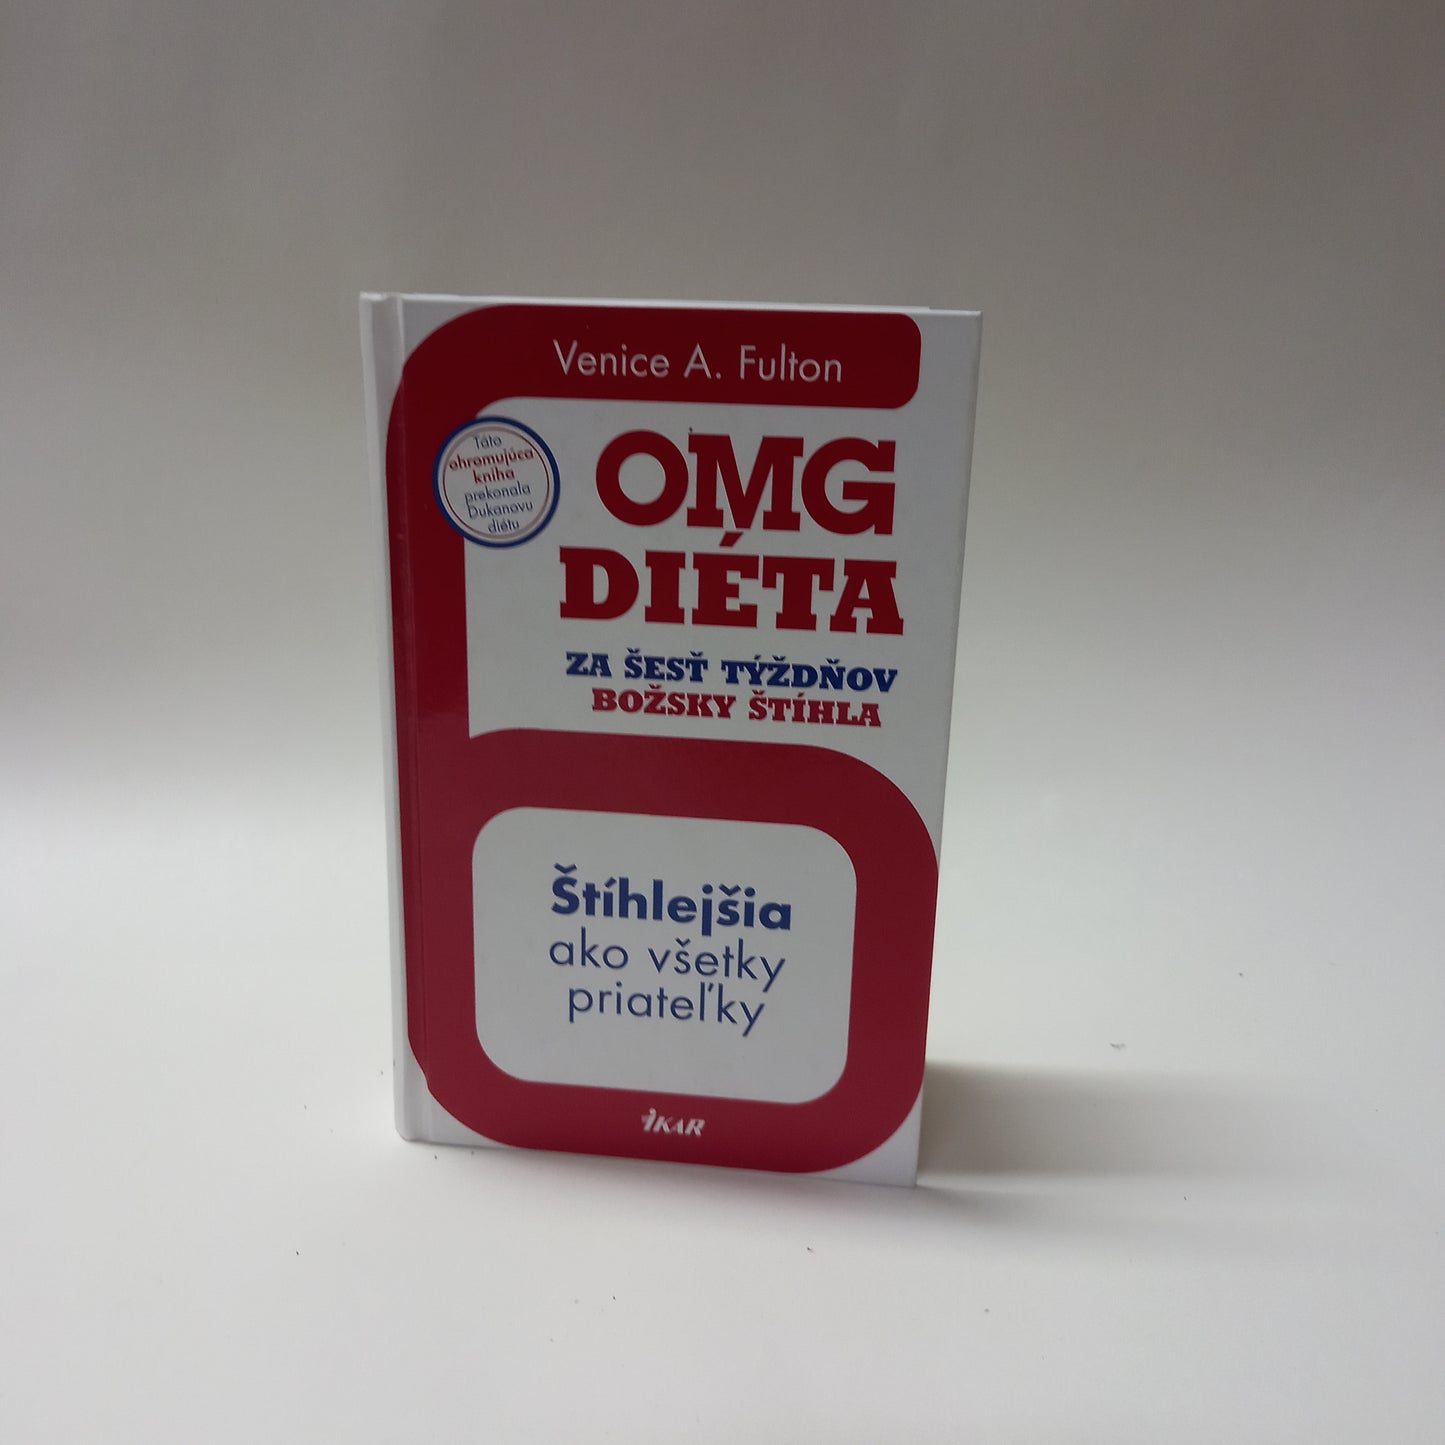 Venice A. Fulton
Táto
ohromujúca
kniha
prekonala
Dukanovu
diétu
OMG
DIÉTA
ZA ŠESŤ TÝŽDŇOV
BOŽSKY ŠTÍHLA
Štíhlejšia
ako všetky
priateľky
IKAR